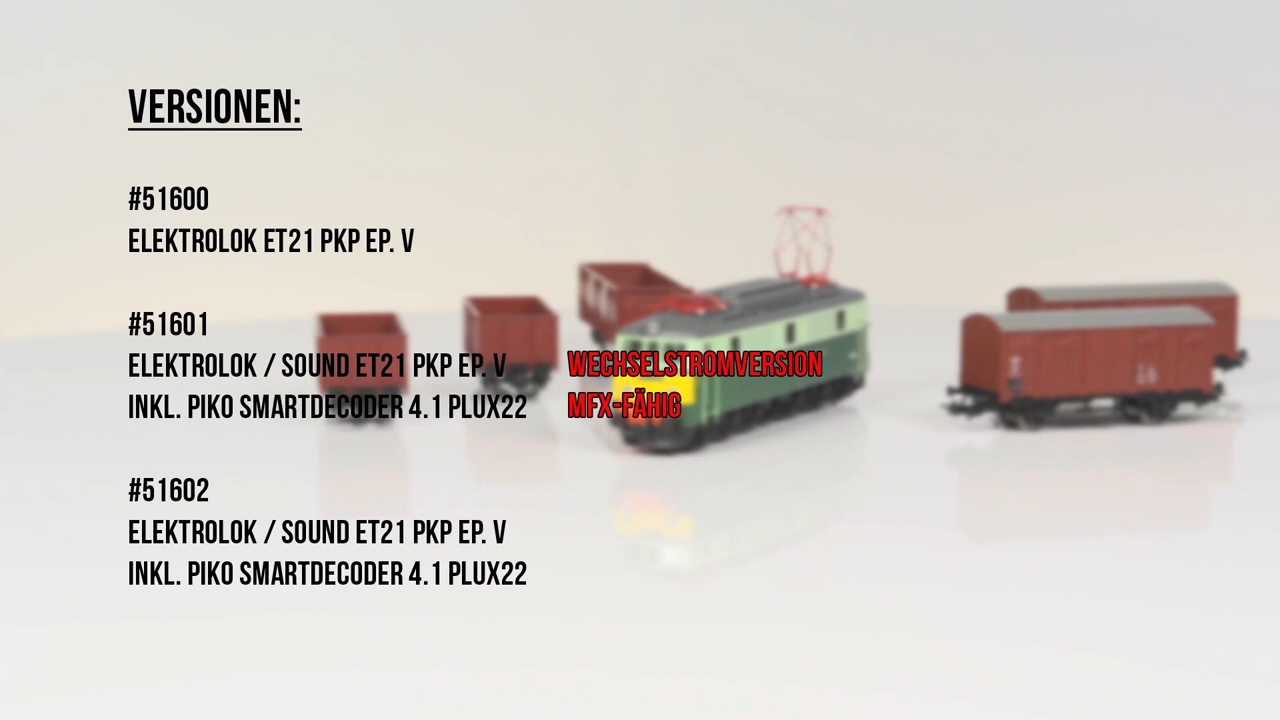 VERSIONEN:
#51600
ELEKTROLOK ET21 PKP EP. V
#51601
ELEKTROLOK / SOUND ET21 PKP EP. V WECHSELSTROMVERSION
INKL. PIKO SMARTDECODER 4.1 PLUX22 MFX-FÄHIG
#51602
ELEKTROLOK / SOUND ET21 PKP EP. V
INKL. PIKO SMARTDECODER 4.1 PLUX22